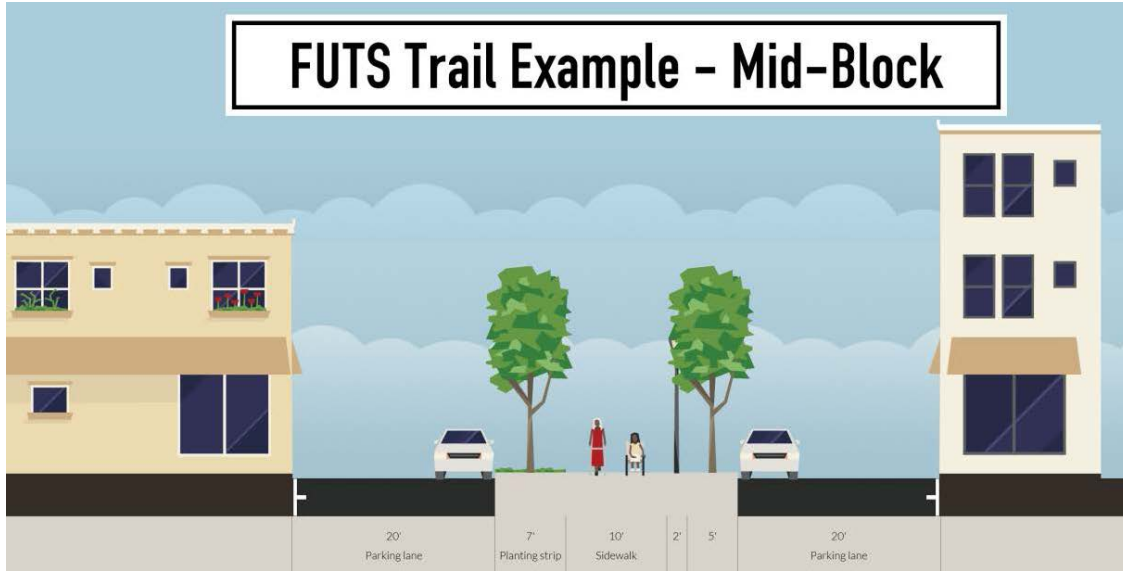 FUTS Trail Example - Mid-Block
20' 7' 10' 2' 5' 20'
Parking lane Planting strip Sidewalk Parking lane